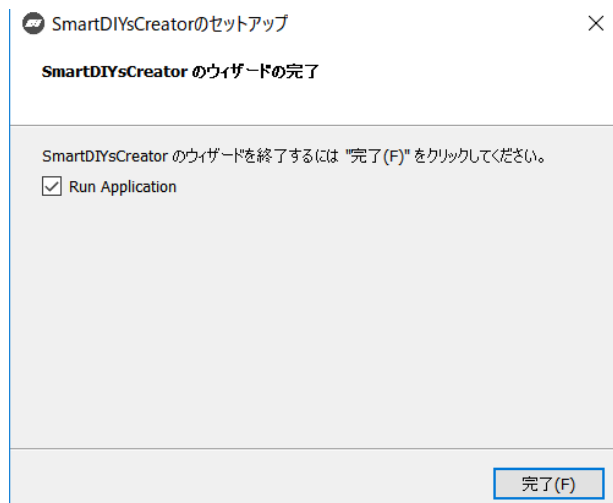 SmartDIYsCreatorのセットアップ
SmartDIYsCreator のウィザードの完了
SmartDIYsCreator のウィザードを終了するには "完了(F)" をクリックしてください。
Run Application
完了(F)